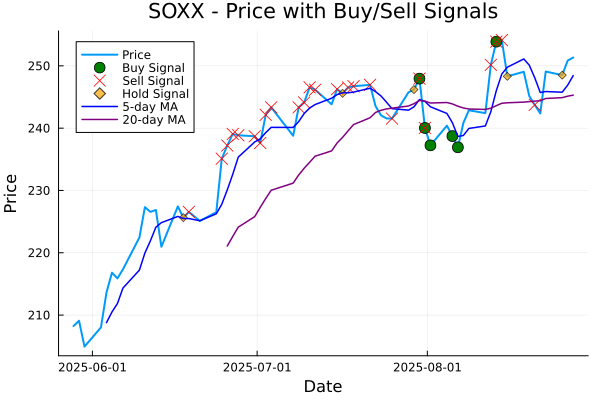 SOXX - Price with Buy/Sell Signals
Price
Buy Signal
Sell Signal
Hold Signal
5-day MA
20-day MA
250
240
230
220
210
Price
2025-06-01 2025-07-01 2025-08-01
Date